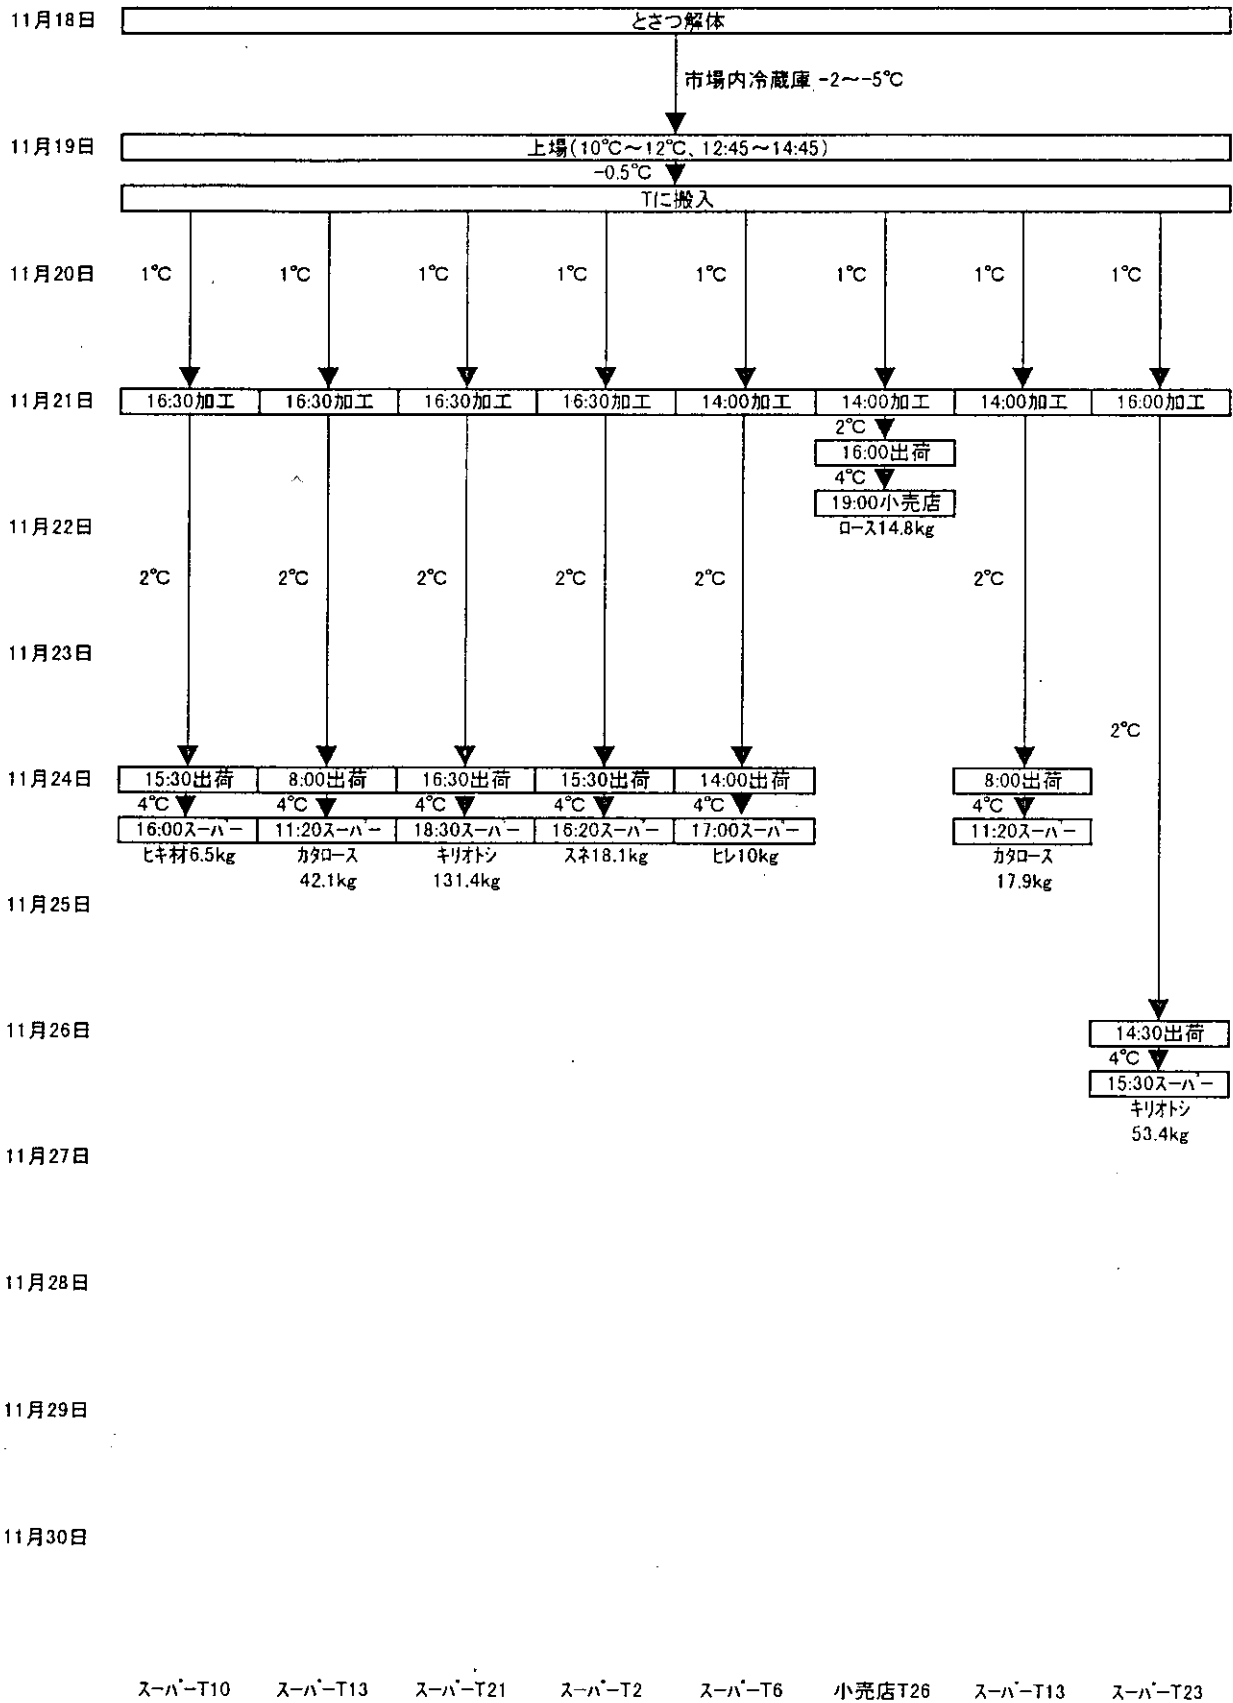 11月18日
とさつ解体
市場内冷蔵庫 -2～-5℃
11月19日
上場(10℃～12℃、12:45～14:45)
-0.5℃
Tに搬入
11月20日 1℃ 1℃ 1℃ 1℃ 1℃ 1℃ 1℃ 1℃
11月21日 16:30加工 16:30加工 16:30加工 16:30加工 14:00加工 14:00加工 14:00加工 16:00加工
2℃
16:00出荷
4℃
19:00小売店
11月22日 ロース14.8kg
2℃ 2℃ 2℃ 2℃ 2℃ 2℃
11月23日
2℃
11月24日 15:30出荷 8:00出荷 16:30出荷 15:30出荷 14:00出荷 8:00出荷
4℃ 4℃ 4℃ 4℃ 4℃ 4℃
16:00スーパー 11:20スーパー 18:30スーパー 16:20スーパー 17:00スーパー 11:20スーパー
ヒキ材6.5kg カタロース キリオトシ スネ18.1kg ヒレ10kg カタロース
42.1kg 131.4kg 17.9kg
11月25日
11月26日 14:30出荷
4℃
15:30スーパー
キリオトシ
53.4kg
11月27日
11月28日
11月29日
11月30日
スーパーT10 スーパーT13 スーパーT21 スーパーT2 スーパーT6 小売店T26 スーパーT13 スーパーT23